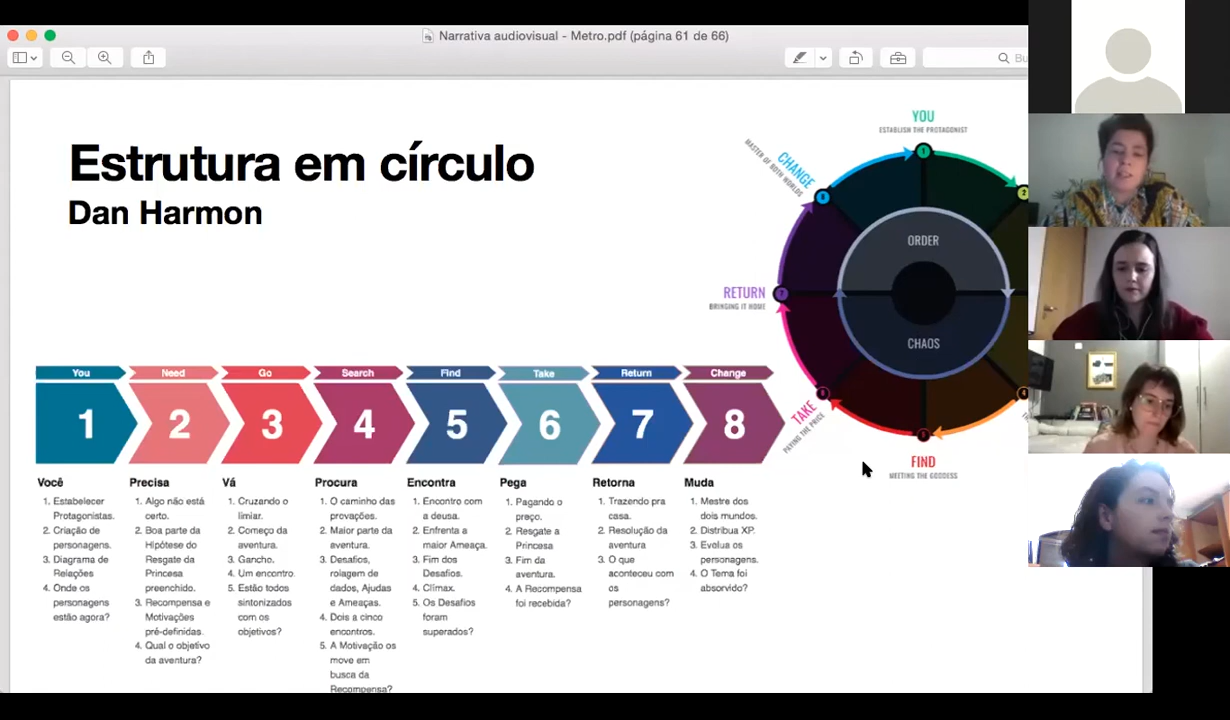 Narrativa audiovisual - Metro.pdf (página 61 de 66)
Bu
Estrutura em círculo
Dan Harmon
YOU
ESTABLISH THE PROTAGONIST
CHANGE
MASTER OF BOTH WORLDS
1
2
8
ORDER
RETURN
BRINGING IT HOME
7
CHAOS
TAKE
PAYING THE PRICE
4
FIND
MEETING THE GODDESS
You
Need
Go
Search
Find
Take
Return
Change
1
2
3
4
5
6
7
8
Você
1. Estabelecer
Protagonistas.
2. Criação de
personagens.
3. Diagrama de
Relações
4. Onde os
personagens
estão agora?
Precisa
1. Algo não está
certo.
2. Boa parte da
Hipótese do
Resgate da
Princesa
preenchido.
3. Recompensa e
Motivações
pré-definidas.
4. Qual o objetivo
da aventura?
Vá
1. Cruzando o
limiar.
2. Começo da
aventura.
3. Gancho.
4. Um encontro.
5. Estão todos
sintonizados
com os
objetivos?
Procura
1. O caminho das
provações.
2. Maior parte da
aventura.
3. Desafios,
rolagem de
dados, Ajudas
e Ameaças.
4. Dois a cinco
encontros.
5. A Motivação os
move em
busca da
Recompensa?
Encontra
1. Encontro com
a deusa.
2. Enfrenta a
maior Ameaça.
3. Fim dos
Desafios.
4. Clímax.
5. Os Desafios
foram
superados?
Pega
1. Pagando o
preço.
2. Resgate a
Princesa
3. Fim da
aventura.
4. A Recompensa
foi recebida?
Retorna
1. Trazendo pra
casa.
2. Resolução da
aventura
3. O que
aconteceu com
os
personagens?
Muda
1. Mestre dos
dois mundos.
2. Distribua XP.
3. Evolua os
personagens.
4. O Tema foi
absorvido?